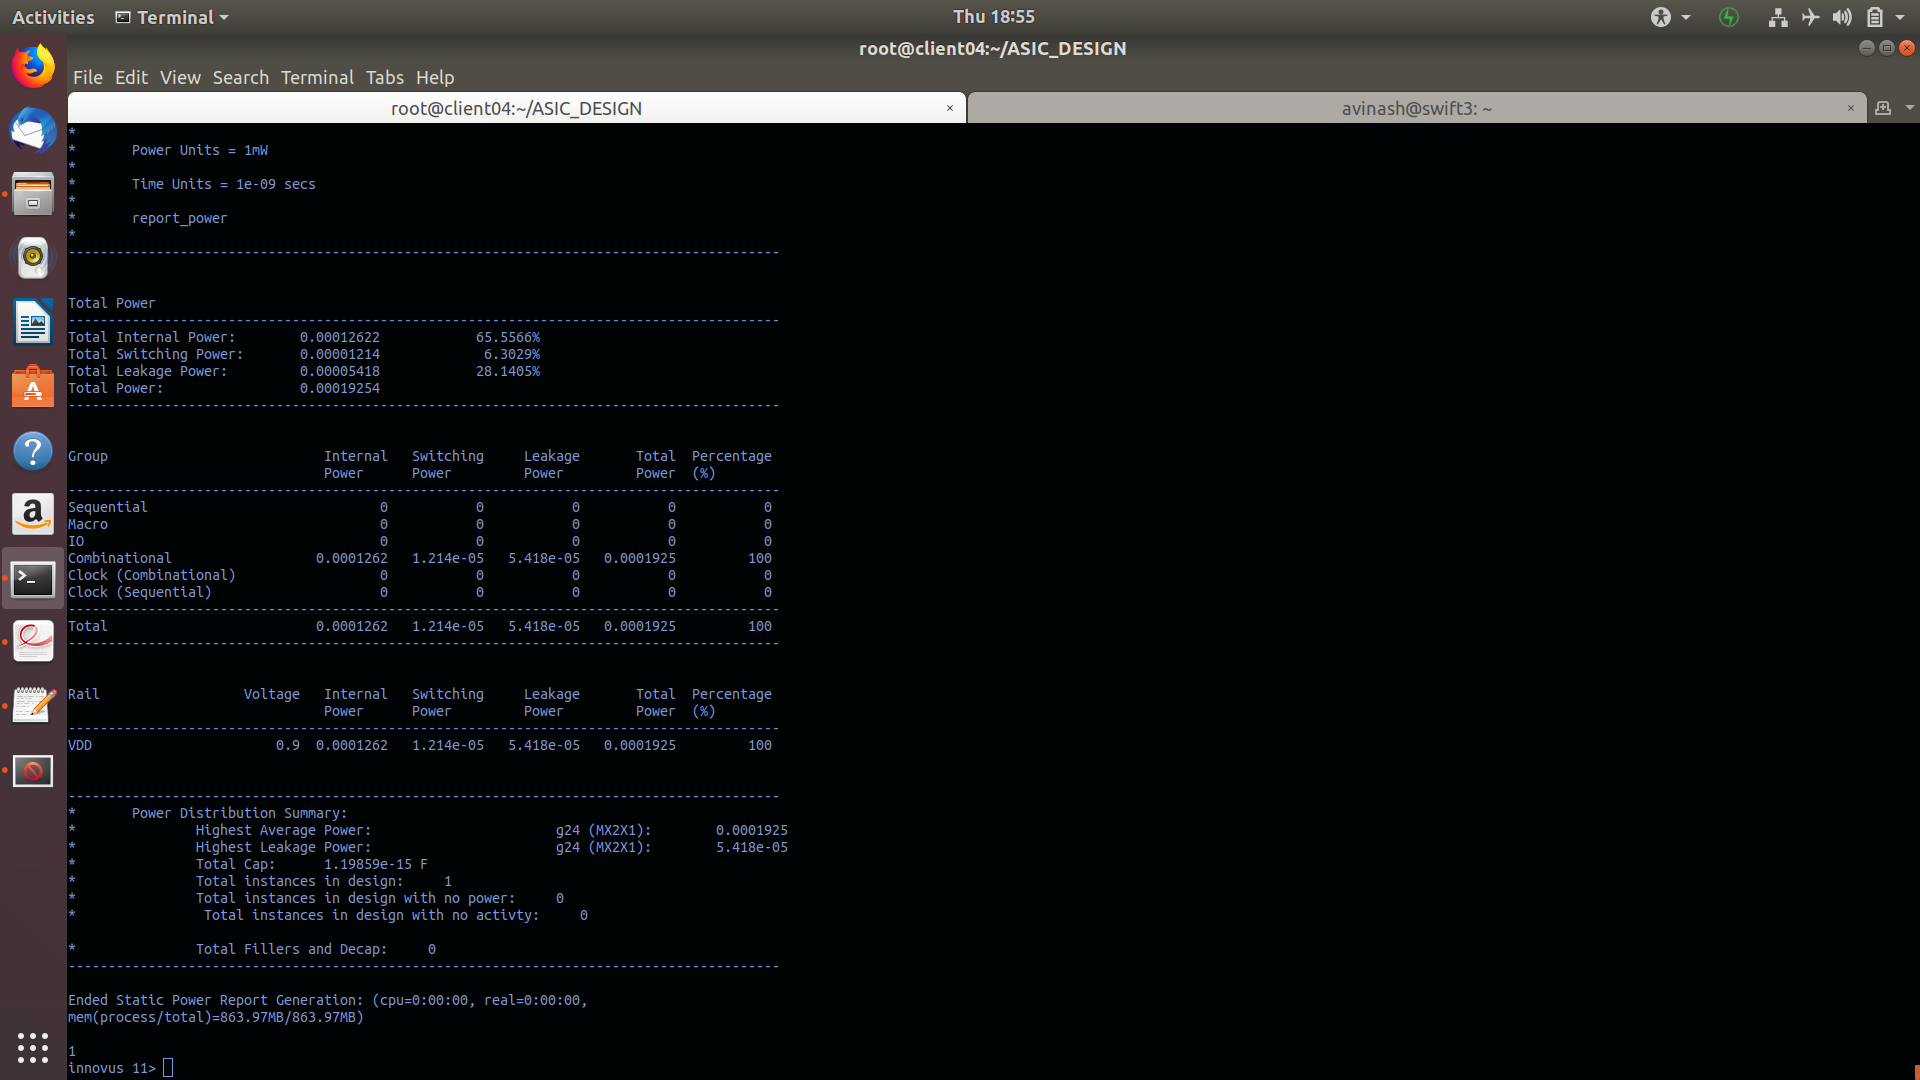 Activities Terminal Thu 18:55
root@client04:~/ASIC_DESIGN
File Edit View Search Terminal Tabs Help
root@client04:~/ASIC_DESIGN × avinash@swift3: ~ ×
*
* Power Units = 1mW
*
* Time Units = 1e-09 secs
*
* report_power
*
-----------------------------------------------------------------------------------------
Total Power
-----------------------------------------------------------------------------------------
Total Internal Power: 0.00012622 65.5566%
Total Switching Power: 0.00001214 6.3029%
Total Leakage Power: 0.00005418 28.1405%
Total Power: 0.00019254
-----------------------------------------------------------------------------------------
Group Internal Switching Leakage Total Percentage
Power Power Power Power (%)
-----------------------------------------------------------------------------------------
Sequential 0 0 0 0 0
Macro 0 0 0 0 0
IO 0 0 0 0 0
Combinational 0.0001262 1.214e-05 5.418e-05 0.0001925 100
Clock (Combinational) 0 0 0 0 0
Clock (Sequential) 0 0 0 0 0
-----------------------------------------------------------------------------------------
Total 0.0001262 1.214e-05 5.418e-05 0.0001925 100
-----------------------------------------------------------------------------------------
Rail Voltage Internal Switching Leakage Total Percentage
Power Power Power Power (%)
-----------------------------------------------------------------------------------------
VDD 0.9 0.0001262 1.214e-05 5.418e-05 0.0001925 100
-----------------------------------------------------------------------------------------
* Power Distribution Summary:
* Highest Average Power: g24 (MX2X1): 0.0001925
* Highest Leakage Power: g24 (MX2X1): 5.418e-05
* Total Cap: 1.19859e-15 F
* Total instances in design: 1
* Total instances in design with no power: 0
* Total instances in design with no activty: 0
* Total Fillers and Decap: 0
-----------------------------------------------------------------------------------------
Ended Static Power Report Generation: (cpu=0:00:00, real=0:00:00,
mem(process/total)=863.97MB/863.97MB)
1
innovus 11>